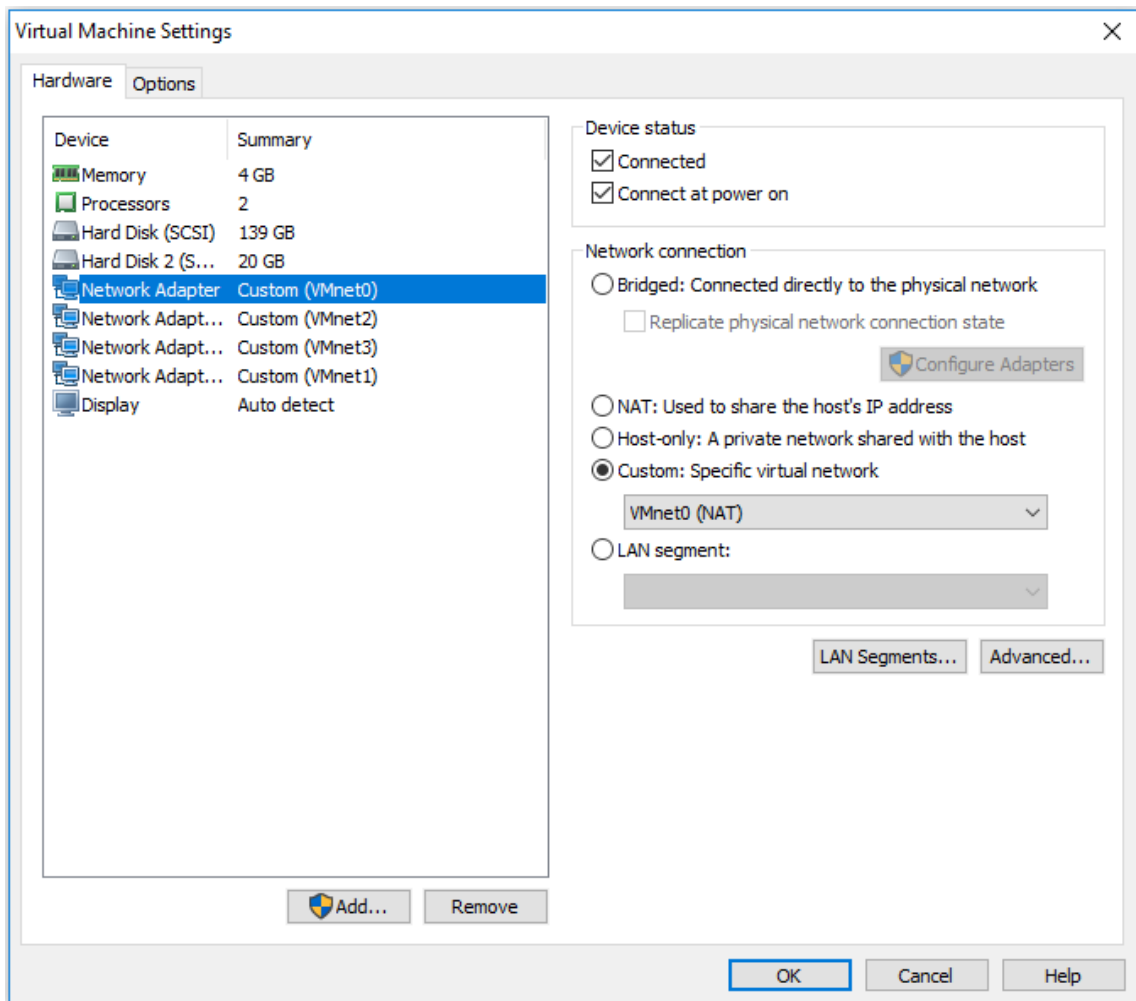 Virtual Machine Settings
Hardware Options
Device Summary
Memory 4 GB
Processors 2
Hard Disk (SCSI) 139 GB
Hard Disk 2 (S... 20 GB
Network Adapter Custom (VMnet0)
Network Adapt... Custom (VMnet2)
Network Adapt... Custom (VMnet3)
Network Adapt... Custom (VMnet1)
Display Auto detect
Add... Remove
Device status
Connected
Connect at power on
Network connection
Bridged: Connected directly to the physical network
Replicate physical network connection state
Configure Adapters
NAT: Used to share the host's IP address
Host-only: A private network shared with the host
Custom: Specific virtual network
VMnet0 (NAT)
LAN segment:
LAN Segments... Advanced...
OK Cancel Help